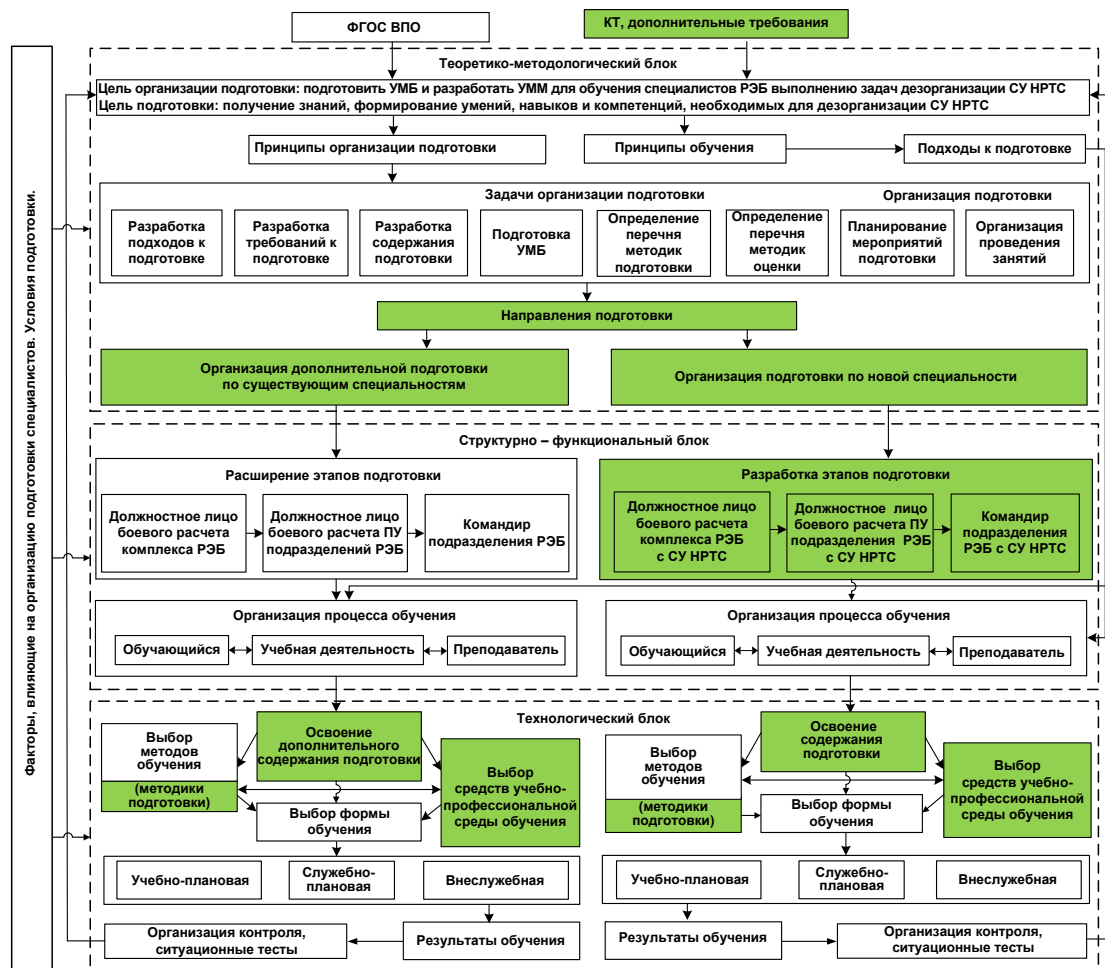 ФГОС ВПО
КТ, дополнительные требования
Факторы, влияющие на организацию подготовки специалистов. Условия подготовки.
Теоретико-методологический блок
Цель организации подготовки: подготовить УМБ и разработать УММ для обучения специалистов РЭБ выполнению задач дезорганизации СУ НРТС
Цель подготовки: получение знаний, формирование умений, навыков и компетенций, необходимых для дезорганизации СУ НРТС
Принципы организации подготовки
Принципы обучения
Подходы к подготовке
Задачи организации подготовки
Организация подготовки
Разработка
подходов к
подготовке
Разработка
требований к
подготовке
Разработка
содержания
подготовки
Подготовка
УМБ
Определение
перечня
методик
подготовки
Определение
перечня
методик
оценки
Планирование
мероприятий
подготовки
Организация
проведения
занятий
Направления подготовки
Организация дополнительной подготовки
по существующим специальностям
Организация подготовки по новой специальности
Структурно – функциональный блок
Расширение этапов подготовки
Должностное лицо
боевого расчета
комплекса РЭБ
Должностное лицо
боевого расчета ПУ
подразделений РЭБ
Командир
подразделения РЭБ
Разработка этапов подготовки
Должностное лицо
боевого расчета
комплекса РЭБ
с СУ НРТС
Должностное лицо
боевого расчета ПУ
подразделения РЭБ
с СУ НРТС
Командир
подразделения
РЭБ с СУ НРТС
Организация процесса обучения
Обучающийся
Учебная деятельность
Преподаватель
Организация процесса обучения
Обучающийся
Учебная деятельность
Преподаватель
Технологический блок
Выбор
методов
обучения
(методики
подготовки)
Освоение
дополнительного
содержания подготовки
Выбор
средств учебно-
профессиональной
среды обучения
Выбор формы
обучения
Выбор
методов
обучения
(методики
подготовки)
Освоение
содержания
подготовки
Выбор
средств учебно-
профессиональной
среды обучения
Выбор формы
обучения
Учебно-плановая
Служебно-
плановая
Внеслужебная
Учебно-плановая
Служебно-
плановая
Внеслужебная
Организация контроля,
ситуационные тесты
Результаты обучения
Результаты обучения
Организация контроля,
ситуационные тесты